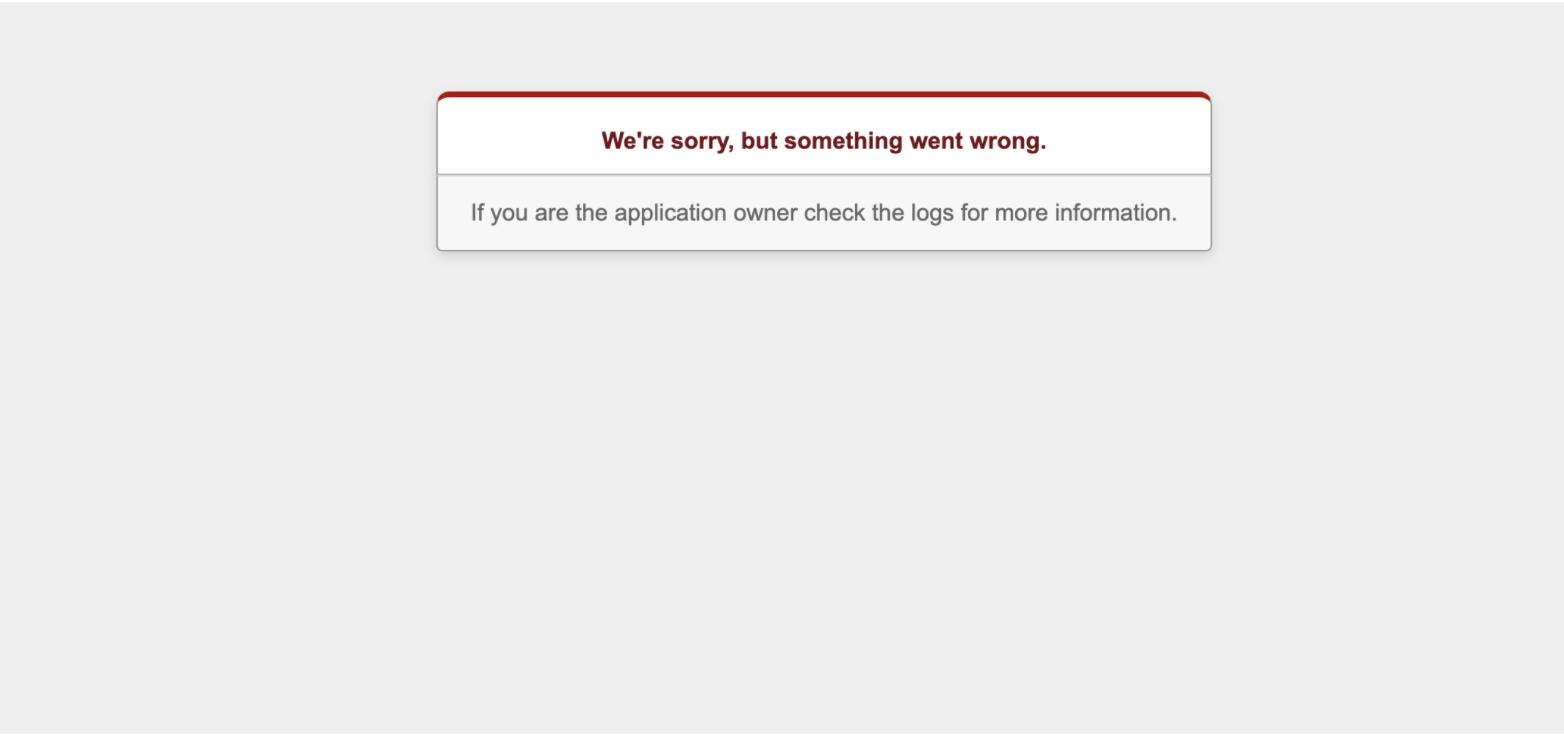 We're sorry, but something went wrong.
If you are the application owner check the logs for more information.